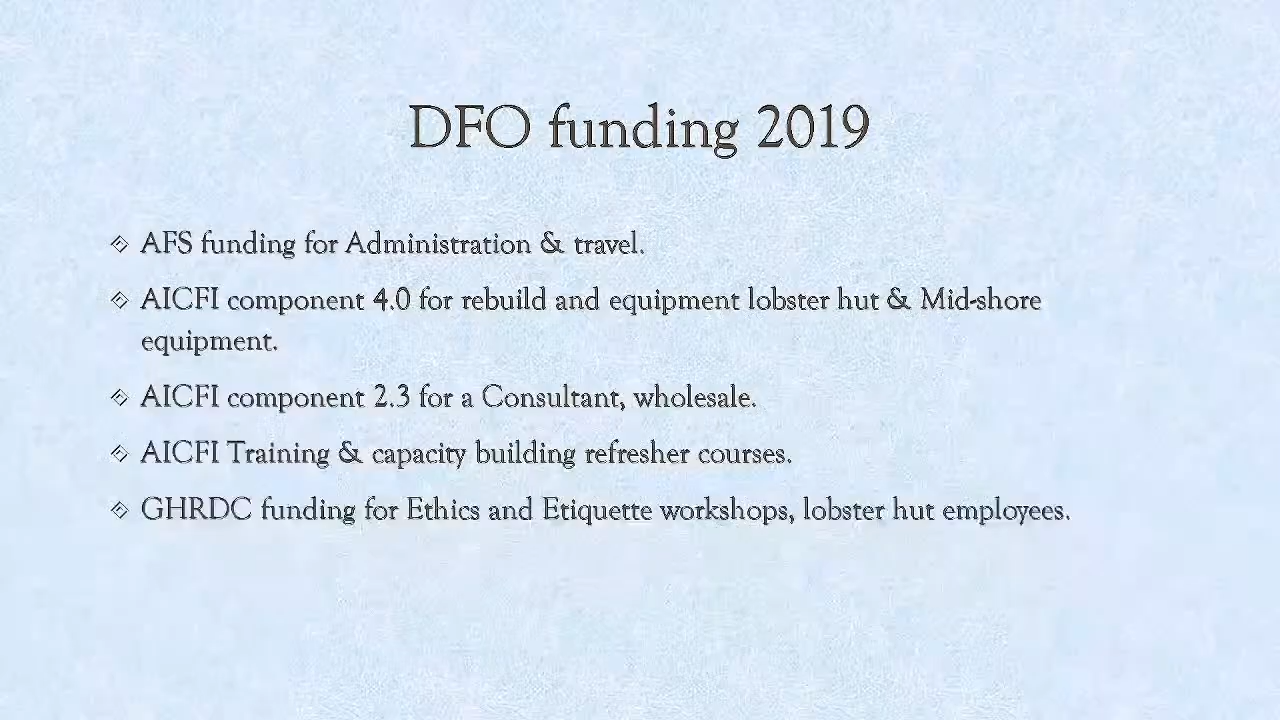 DFO funding 2019
AFS funding for Administration & travel.
AICFI component 4.0 for rebuild and equipment lobster hut & Mid-shore
equipment.
AICFI component 2.3 for a Consultant, wholesale.
AICFI Training & capacity building refresher courses.
GHRDC funding for Ethics and Etiquette workshops, lobster hut employees.